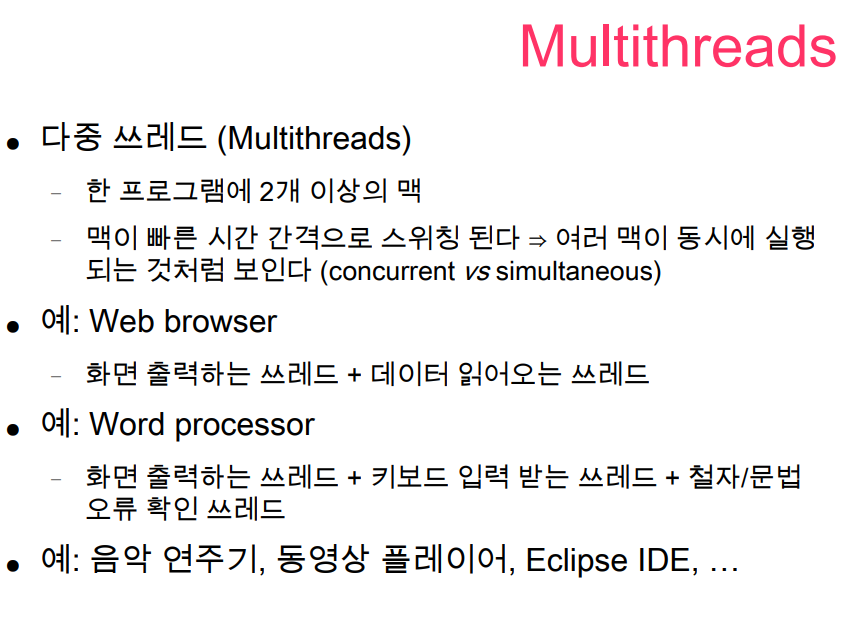 Multithreads
● 다중 쓰레드 (Multithreads)
– 한 프로그램에 2개 이상의 맥
– 맥이 빠른 시간 간격으로 스위칭 된다 ⇒ 여러 맥이 동시에 실행
되는 것처럼 보인다 (concurrent vs simultaneous)
● 예: Web browser
– 화면 출력하는 쓰레드 + 데이터 읽어오는 쓰레드
● 예: Word processor
– 화면 출력하는 쓰레드 + 키보드 입력 받는 쓰레드 + 철자/문법
오류 확인 쓰레드
● 예: 음악 연주기, 동영상 플레이어, Eclipse IDE, …